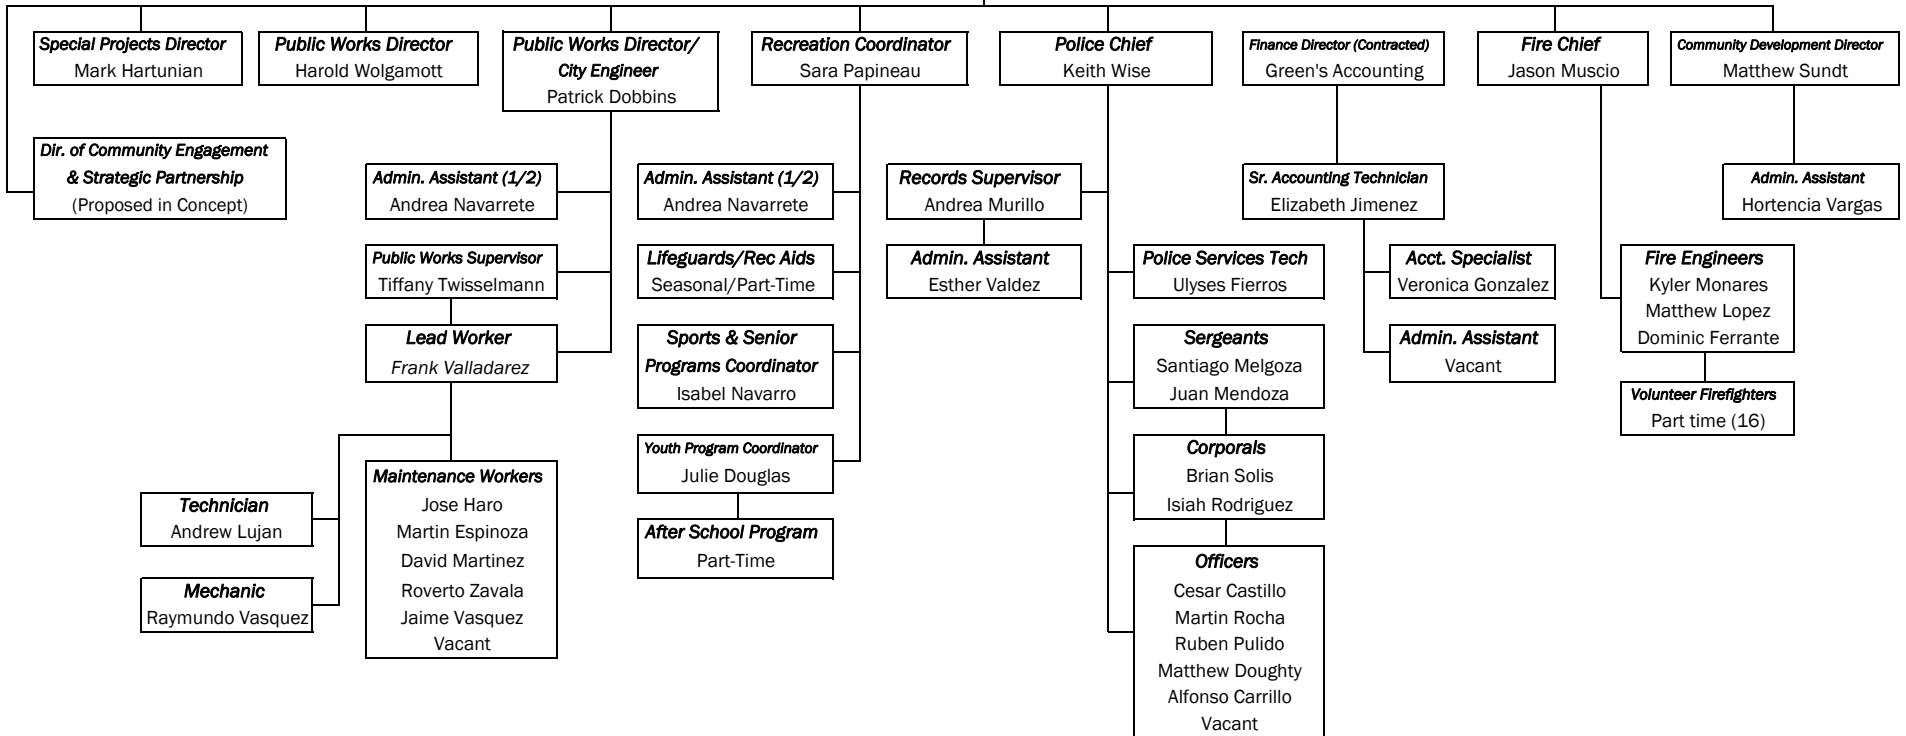 Special Projects Director
Mark Hartunian
Public Works Director
Harold Wolgamott
Public Works Director/
City Engineer
Patrick Dobbins
Recreation Coordinator
Sara Papineau
Police Chief
Keith Wise
Finance Director (Contracted)
Green's Accounting
Fire Chief
Jason Muscio
Community Development Director
Matthew Sundt
Dir. of Community Engagement
& Strategic Partnership
(Proposed in Concept)
Admin. Assistant (1/2)
Andrea Navarrete
Admin. Assistant (1/2)
Andrea Navarrete
Records Supervisor
Andrea Murillo
Sr. Accounting Technician
Elizabeth Jimenez
Admin. Assistant
Hortencia Vargas
Public Works Supervisor
Tiffany Twisselmann
Lifeguards/Rec Aids
Seasonal/Part-Time
Admin. Assistant
Esther Valdez
Police Services Tech
Ulyses Fierros
Acct. Specialist
Veronica Gonzalez
Fire Engineers
Kyler Monares
Matthew Lopez
Dominic Ferrante
Lead Worker
Frank Valladarez
Sports & Senior
Programs Coordinator
Isabel Navarro
Sergeants
Santiago Melgoza
Juan Mendoza
Admin. Assistant
Vacant
Volunteer Firefighters
Part time (16)
Youth Program Coordinator
Julie Douglas
Corporals
Brian Solis
Isiah Rodriguez
Technician
Andrew Lujan
Maintenance Workers
Jose Haro
Martin Espinoza
David Martinez
Roverto Zavala
Jaime Vasquez
Vacant
After School Program
Part-Time
Mechanic
Raymundo Vasquez
Officers
Cesar Castillo
Martin Rocha
Ruben Pulido
Matthew Doughty
Alfonso Carrillo
Vacant